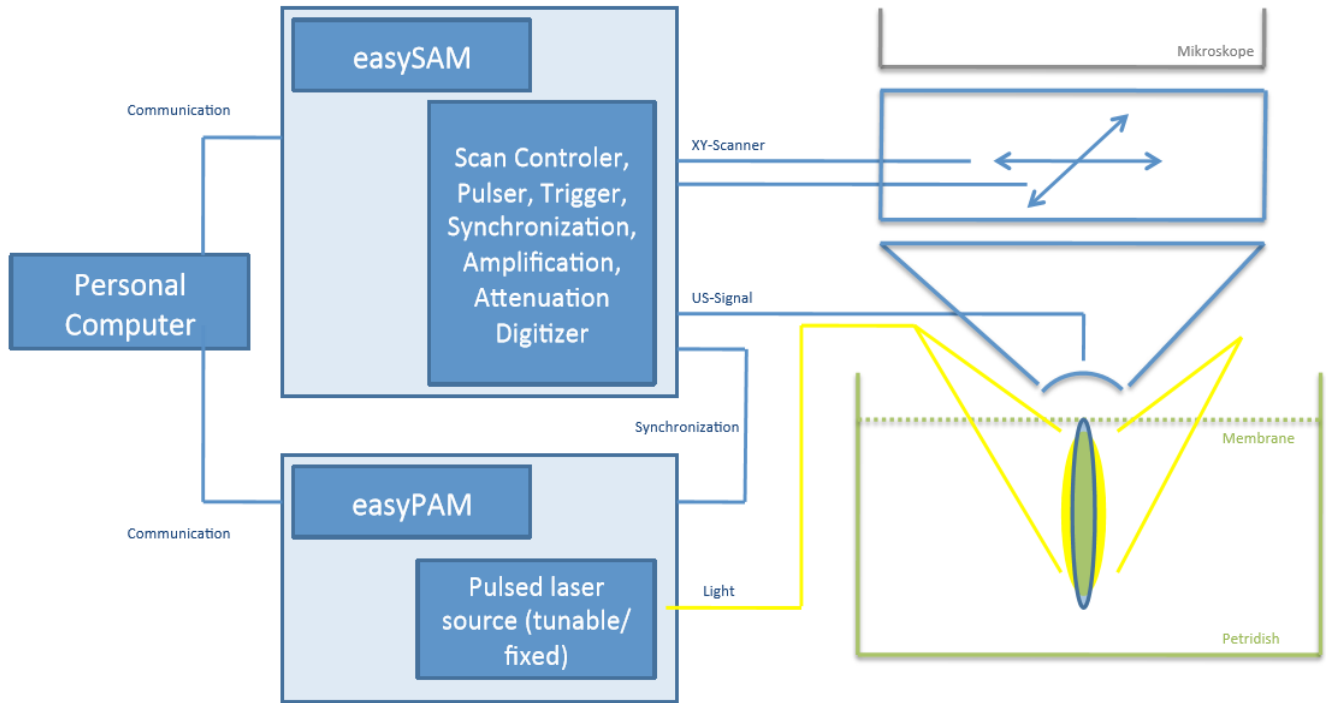 easySAM
Mikroskope
Communication
Scan Controler,
Pulser, Trigger,
Synchronization,
Amplification,
Attenuation
Digitizer
XY-Scanner
Personal
Computer
US-Signal
Synchronization
Membrane
easyPAM
Communication
Pulsed laser
source (tunable/
fixed)
Light
Petridish